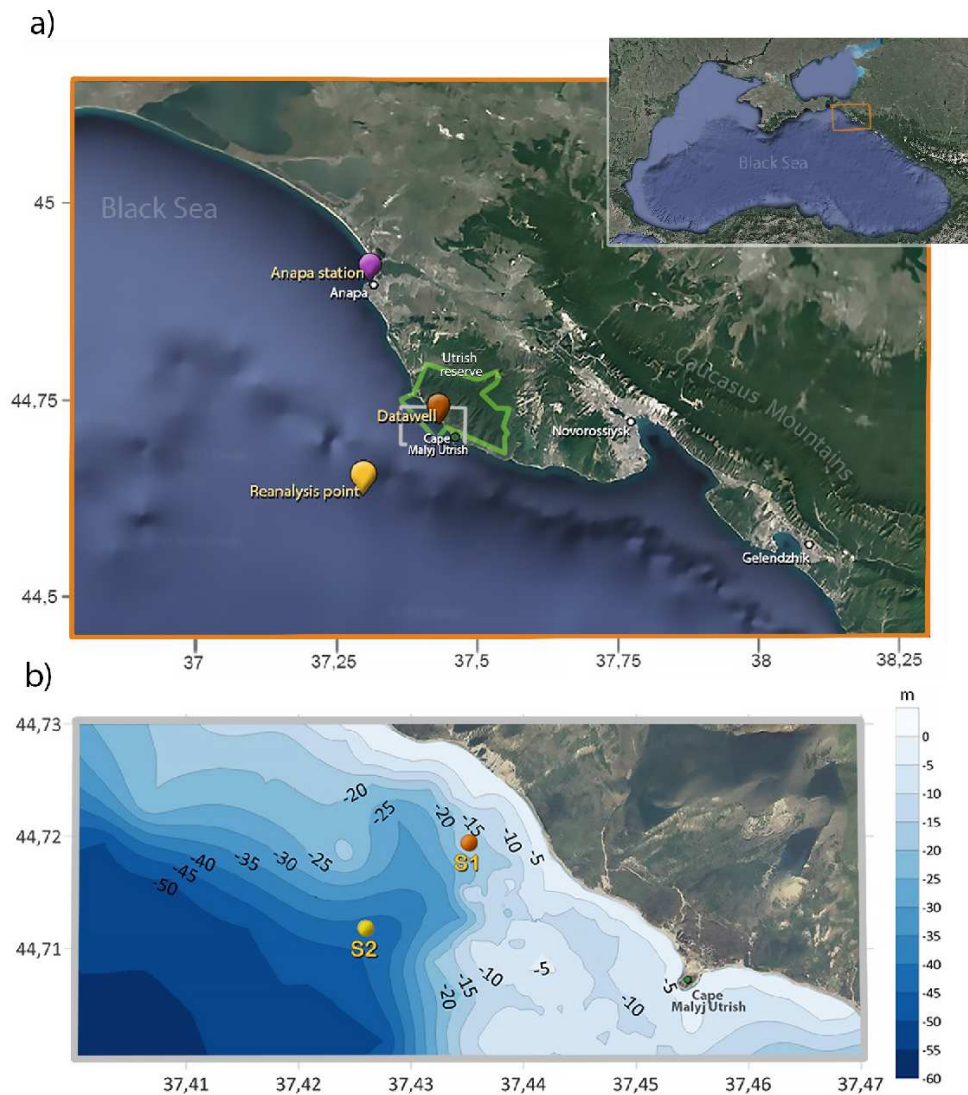 a)
Black Sea
Black Sea
45
44.75
44,5
Anapa station
Anapa
Utrish
reserve
Datawell
Cape
Malyj Utrish
Reanalysis point
Novorossiysk
Gelendzhik
Caucasus Mountains
37
37,25
37,5
37,75
38
38,25
b)
44,73
44,72
44,71
-20
-25
-20
-15
-10
-5
-25
-30
-35
-40
-45
-50
S1
S2
-5
-10
-15
-20
-10
-5
Cape
Malyj Utrish
37,41
37,42
37,43
37,44
37,45
37,46
37,47
m
0
-5
-10
-15
-20
-25
-30
-35
-40
-45
-50
-55
-60